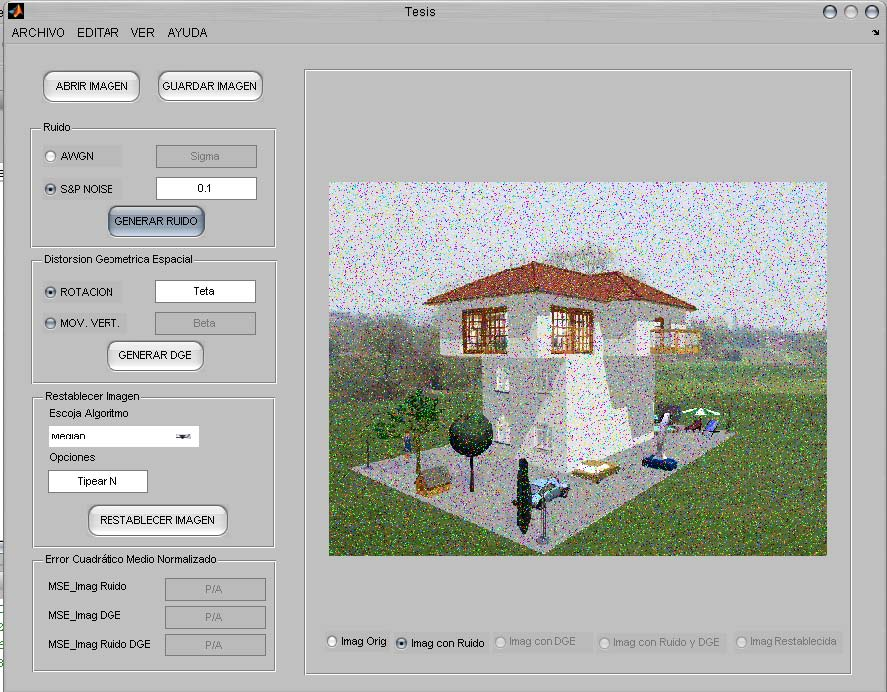 Tesis
ARCHIVO EDITAR VER AYUDA
ABRIR IMAGEN GUARDAR IMAGEN
Ruido
AWGN Sigma
S&P NOISE 0.1
GENERAR RUIDO
Distorsion Geometrica Espacial
ROTACION Teta
MOV. VERT. Beta
GENERAR DGE
Restablecer Imagen
Escoja Algoritmo
Median
Opciones
Tipear N
RESTABLECER IMAGEN
Error Cuadrático Medio Normalizado
MSE_Imag Ruido P/A
MSE_Imag DGE P/A
MSE_Imag Ruido DGE P/A
Imag Orig Imag con Ruido Imag con DGE Imag con Ruido y DGE Imag Restablecida